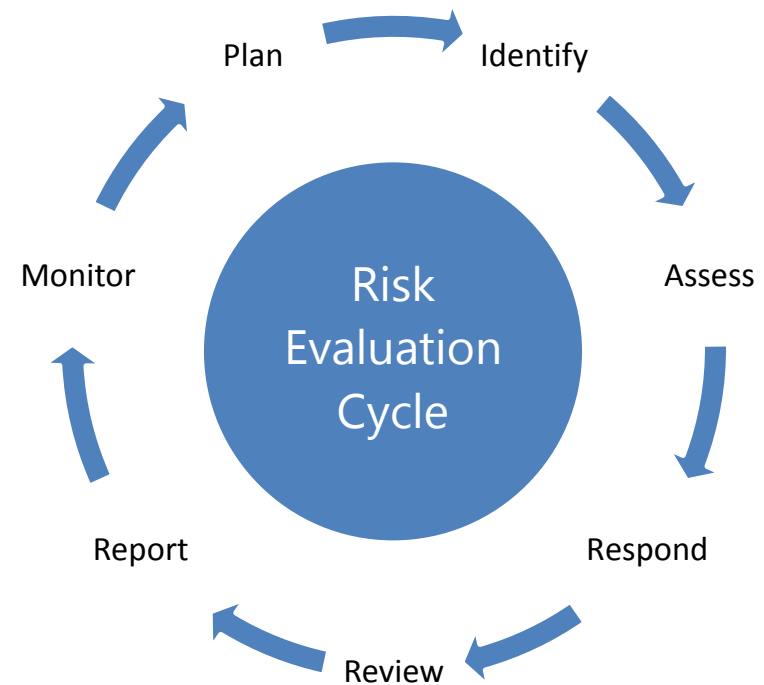 Plan
Identify
Assess
Respond
Review
Report
Monitor
Risk
Evaluation
Cycle